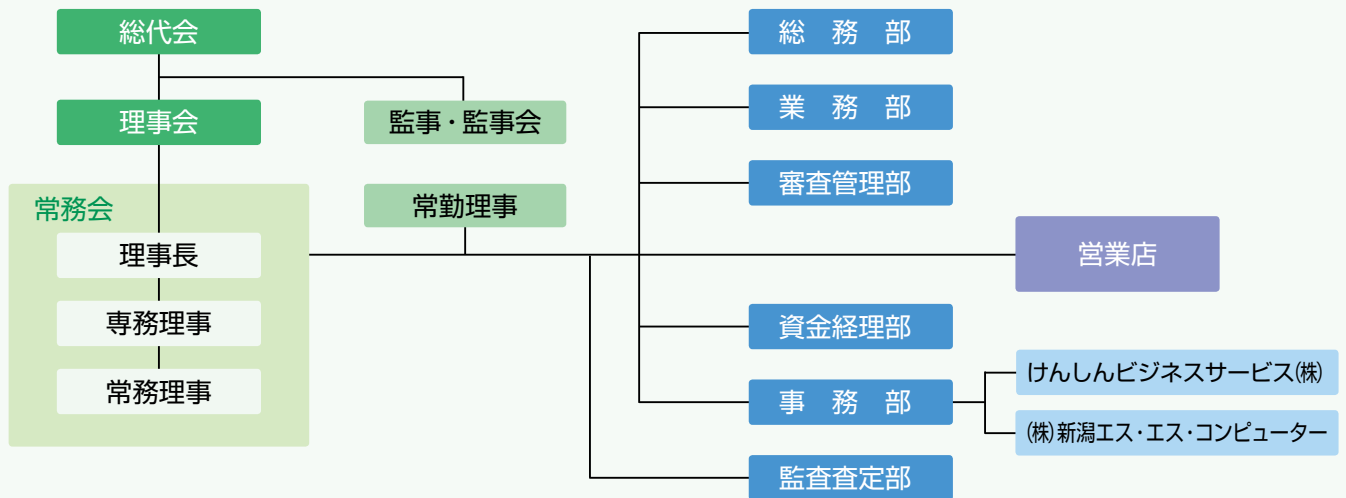 総代会
理事会
監事・監事会
常務会
理事長
専務理事
常務理事
常勤理事
総務部
業務部
審査管理部
営業店
資金経理部
事務部
けんしんビジネスサービス(株)
(株)新潟エス・エス・コンピューター
監査査定部